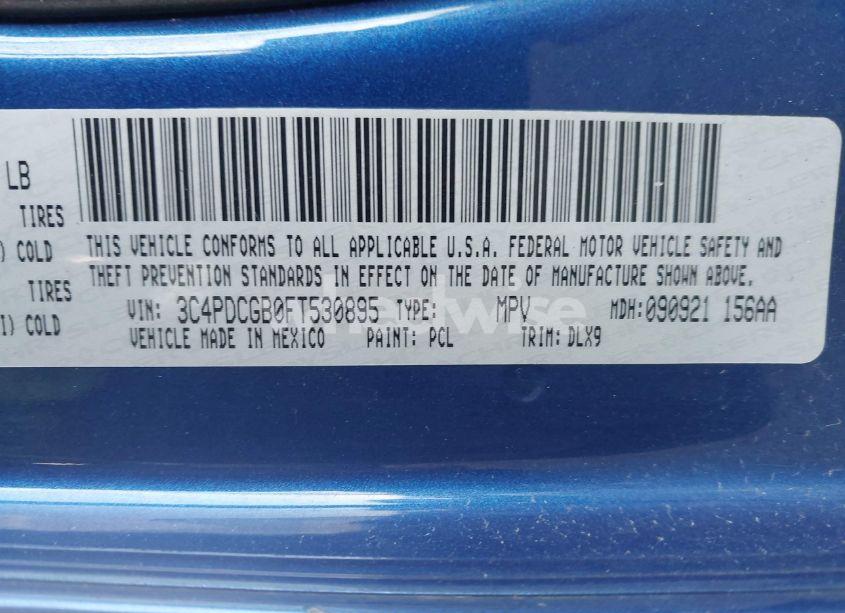 LB
TIRES
) COLD
TIRES
I) COLD
THIS VEHICLE CONFORMS TO ALL APPLICABLE U.S.A. FEDERAL MOTOR VEHICLE SAFETY AND
THEFT PREVENTION STANDARDS IN EFFECT ON THE DATE OF MANUFACTURE SHOWN ABOVE.
VIN: 3C4PDCGB0FT530895 TYPE: MPV MDH: 090921 156AA
VEHICLE MADE IN MEXICO PAINT: PCL TRIM: DLX9